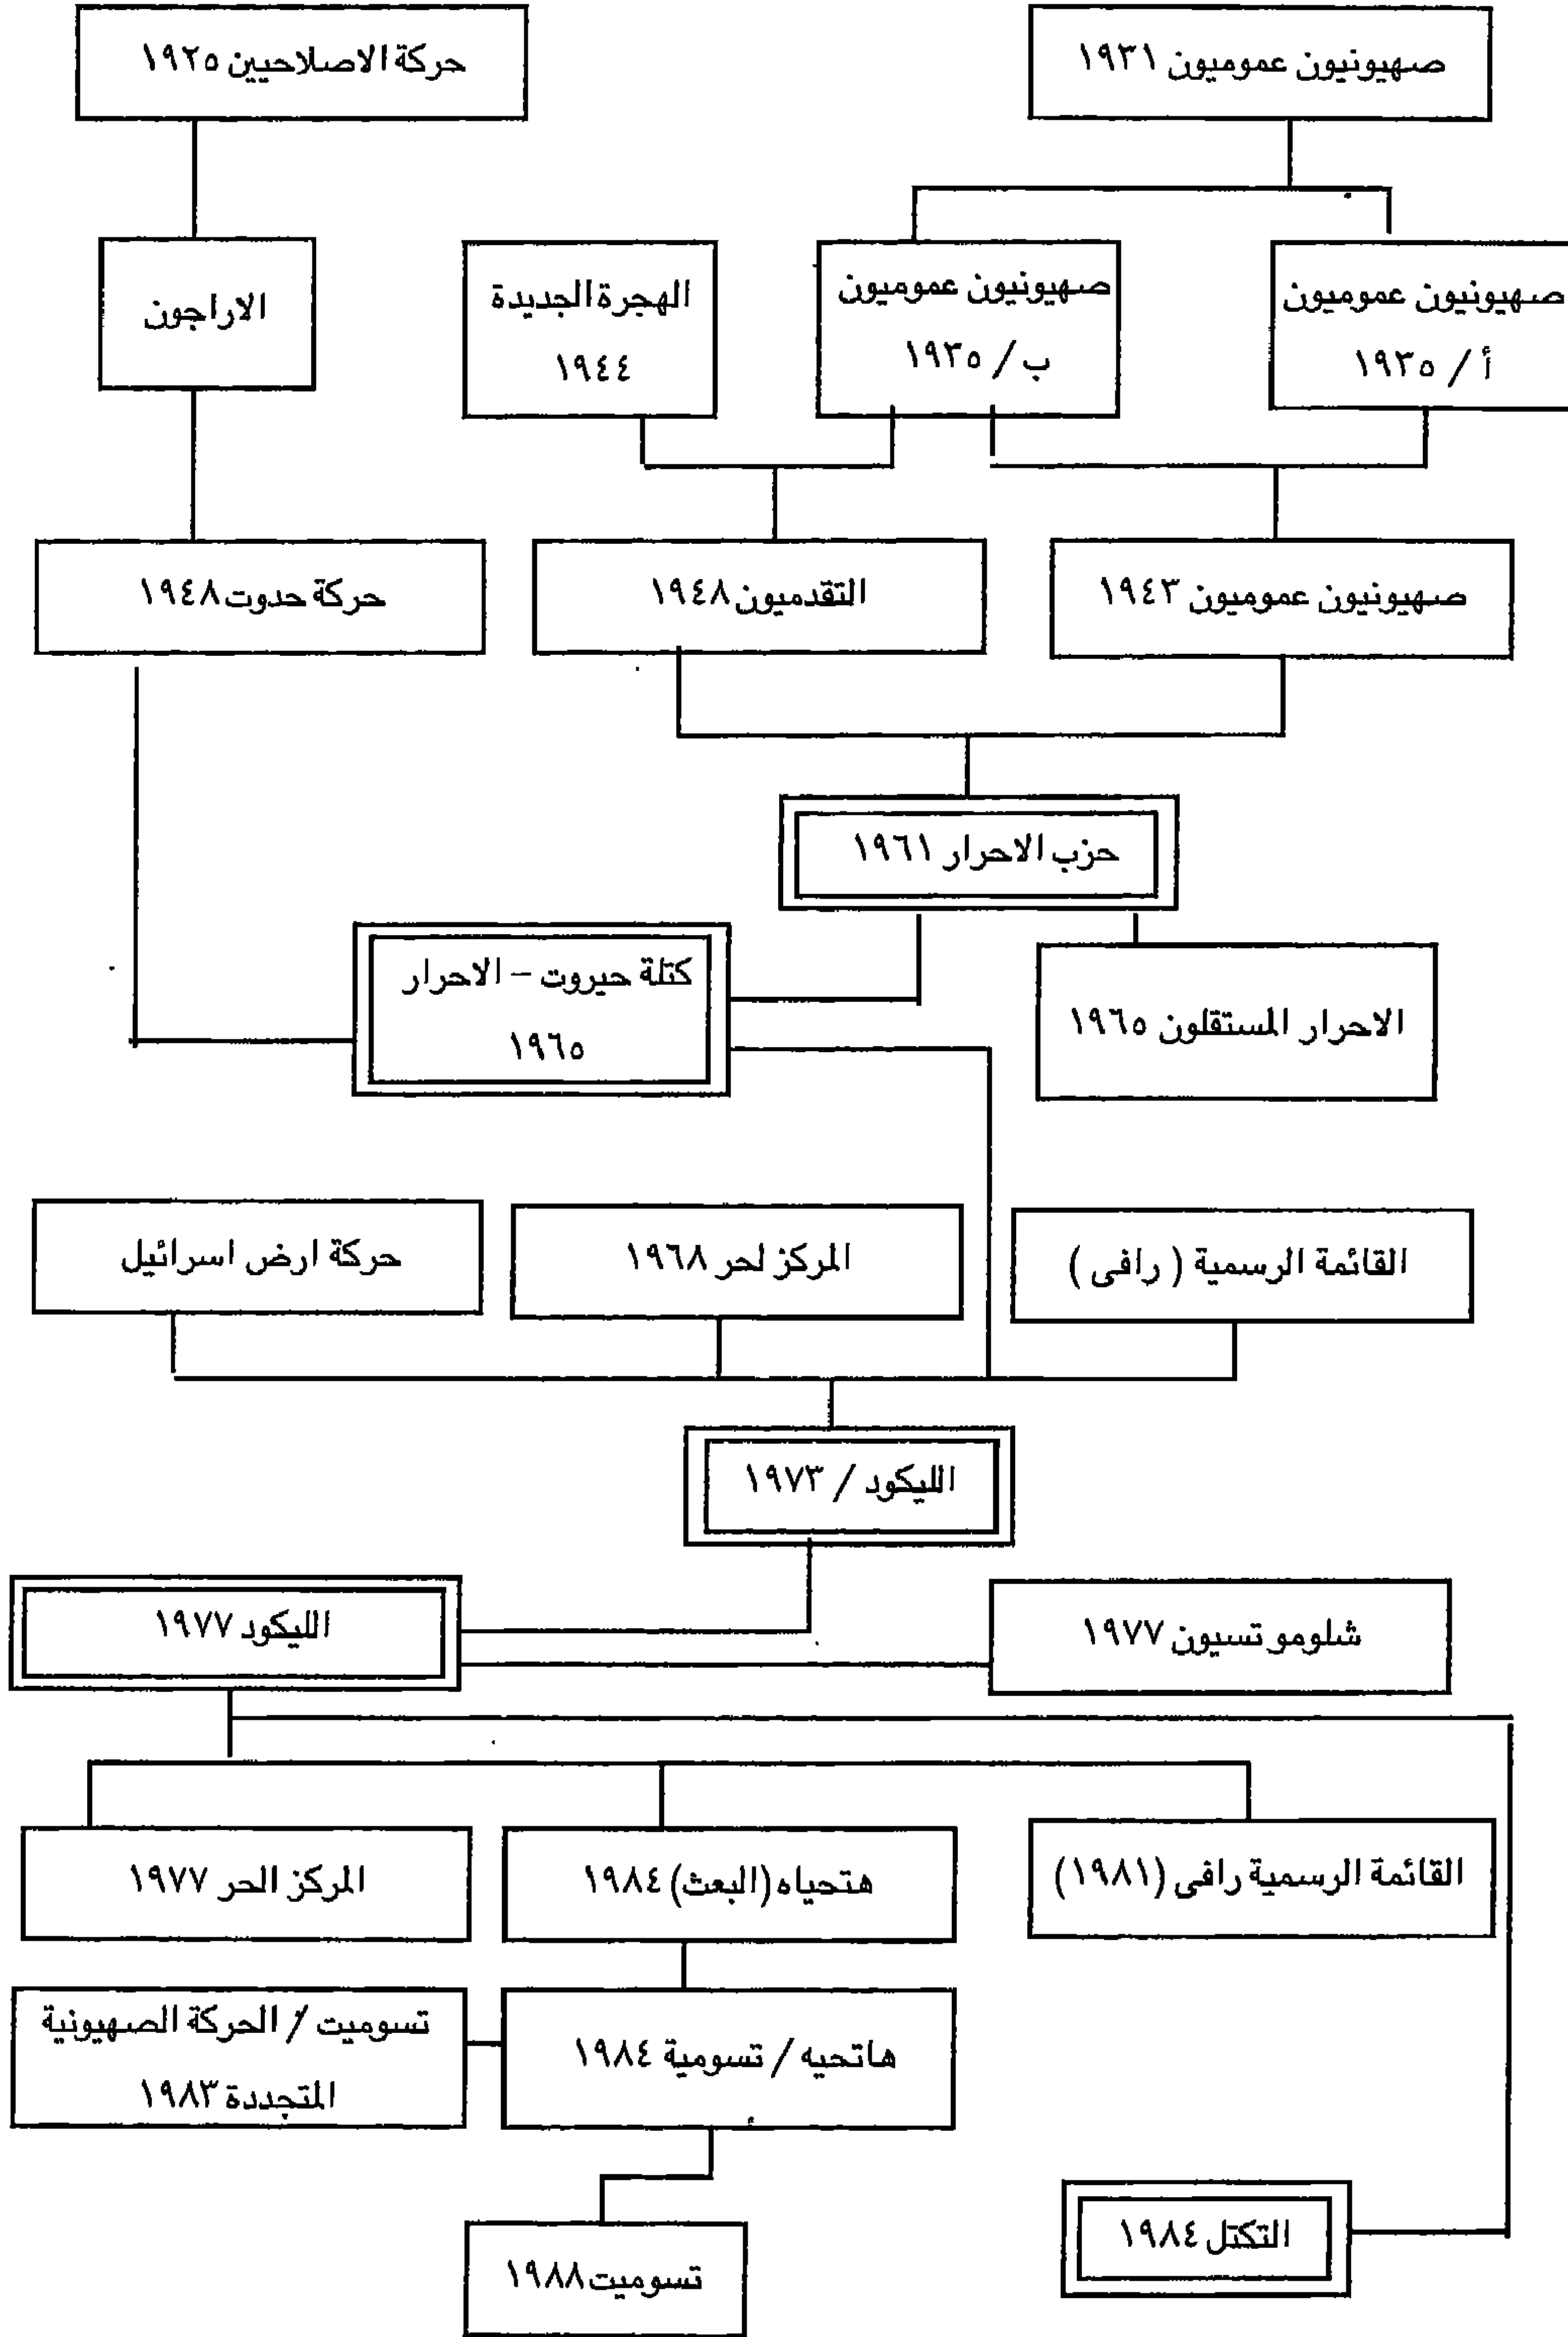 صهيونيون عموميون ١٩٣١
حركة الاصلاحيين ١٩٢٥
صهيونيون عموميون
أ / ١٩٣٥
صهيونيون عموميون
ب / ١٩٣٥
الهجرة الجديدة
١٩٤٤
الاراجون
صهيونيون عموميون ١٩٤٣
التقدميون ١٩٤٨
حركة حدوت ١٩٤٨
حزب الاحرار ١٩٦١
كتلة حيروت - الاحرار
١٩٦٥
الاحرار المستقلون ١٩٦٥
القائمة الرسمية ( رافى )
المركز لحر ١٩٦٨
حركة ارض اسرائيل
الليكود / ١٩٧٣
شلومو تسيون ١٩٧٧
الليكود ١٩٧٧
القائمة الرسمية رافى (١٩٨١)
هتحياه (البعث) ١٩٨٤
المركز الحر ١٩٧٧
هاتحيه / تسومية ١٩٨٤
تسوميت / الحركة الصهيونية
المتجددة ١٩٨٣
التكتل ١٩٨٤
تسوميت ١٩٨٨